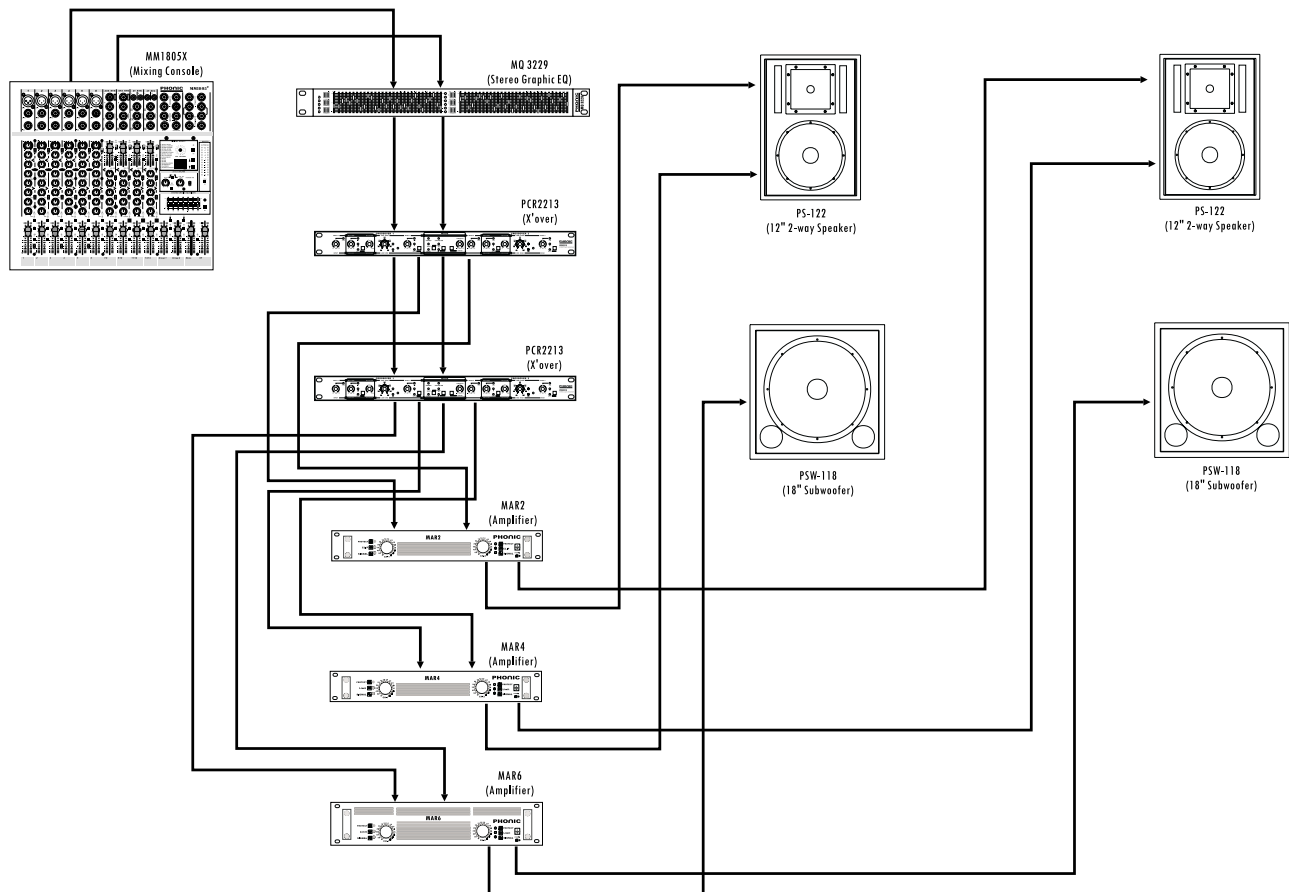 MM1805X
(Mixing Console)
PHONIC
MQ 3229
(Stereo Graphic EQ)
PCR2213
(X'over)
PCR2213
(X'over)
MAR2
(Amplifier)
MAR2
PHONIC
MAR4
(Amplifier)
MAR4
PHONIC
MAR6
(Amplifier)
MAR6
PHONIC
PS-122
(12" 2-way Speaker)
PS-122
(12" 2-way Speaker)
PSW-118
(18" Subwoofer)
PSW-118
(18" Subwoofer)